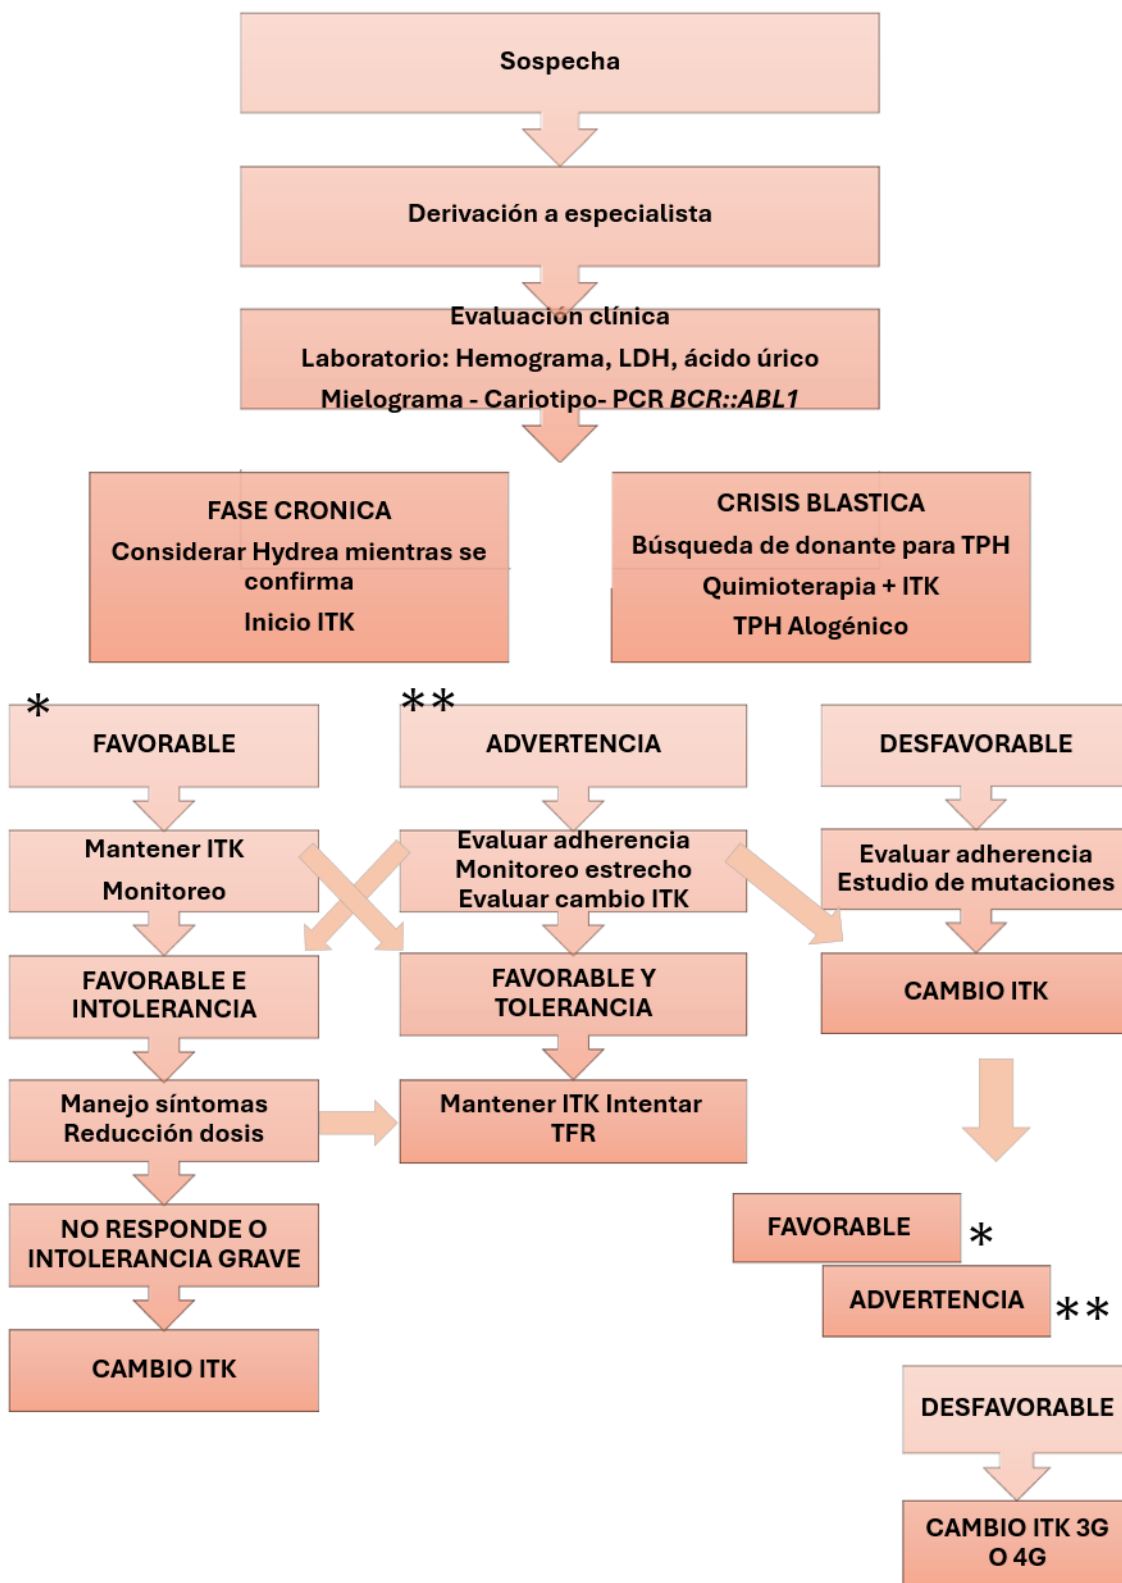 Sospecha
Derivación a especialista
Evaluación clínica
Laboratorio: Hemograma, LDH, ácido úrico
Mielograma - Cariotipo- PCR BCR::ABL1
FASE CRONICA
Considerar Hydrea mientras se
confirma
Inicio ITK
CRISIS BLASTICA
Búsqueda de donante para TPH
Quimioterapia + ITK
TPH Alogénico
*
FAVORABLE
Mantener ITK
Monitoreo
FAVORABLE E
INTOLERANCIA
Manejo síntomas
Reducción dosis
NO RESPONDE O
INTOLERANCIA GRAVE
CAMBIO ITK
**
ADVERTENCIA
Evaluar adherencia
Monitoreo estrecho
Evaluar cambio ITK
FAVORABLE Y
TOLERANCIA
Mantener ITK Intentar
TFR
DESFAVORABLE
Evaluar adherencia
Estudio de mutaciones
CAMBIO ITK
FAVORABLE *
ADVERTENCIA **
DESFAVORABLE
CAMBIO ITK 3G
O 4G